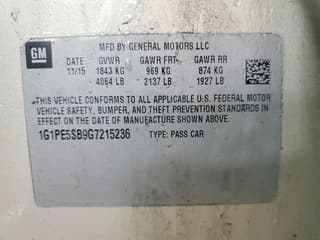 GM
MFD BY GENERAL MOTORS LLC
DATE GVWR GAWR FRT GAWR RR
11/15 1843 KG 969 KG 874 KG
4064 LB 2137 LB 1927 LB
THIS VEHICLE CONFORMS TO ALL APPLICABLE U.S. FEDERAL MOTOR
VEHICLE SAFETY, BUMPER, AND THEFT PREVENTION STANDARDS IN
EFFECT ON THE DATE OF MANUFACTURE SHOWN ABOVE.
1G1PE5SB9G7215236 TYPE: PASS CAR